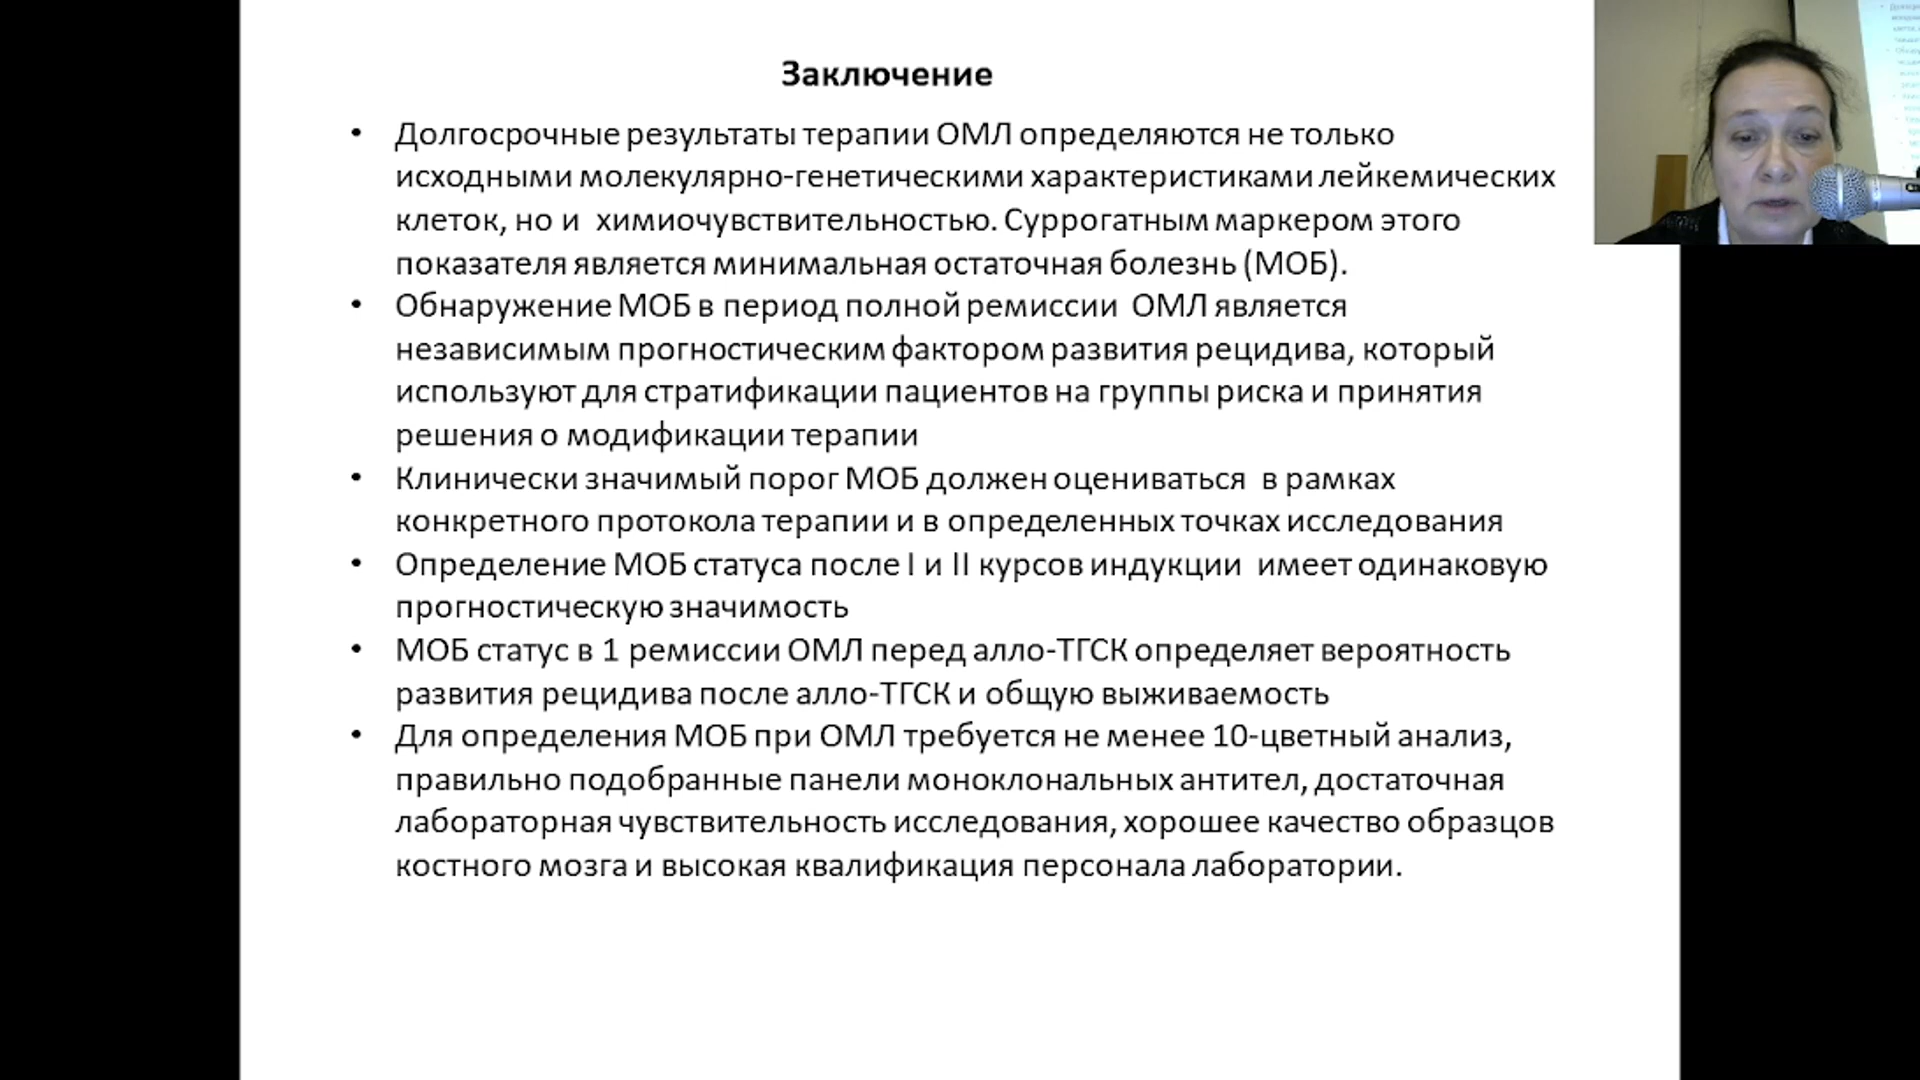 Заключение
• Долгосрочные результаты терапии ОМЛ определяются не только
исходными молекулярно-генетическими характеристиками лейкемических
клеток, но и химиочувствительностью. Суррогатным маркером этого
показателя является минимальная остаточная болезнь (МОБ).
• Обнаружение МОБ в период полной ремиссии ОМЛ является
независимым прогностическим фактором развития рецидива, который
используют для стратификации пациентов на группы риска и принятия
решения о модификации терапии
• Клинически значимый порог МОБ должен оцениваться в рамках
конкретного протокола терапии и в определенных точках исследования
• Определение МОБ статуса после I и II курсов индукции имеет одинаковую
прогностическую значимость
• МОБ статус в 1 ремиссии ОМЛ перед алло-ТГСК определяет вероятность
развития рецидива после алло-ТГСК и общую выживаемость
• Для определения МОБ при ОМЛ требуется не менее 10-цветный анализ,
правильно подобранные панели моноклональных антител, достаточная
лабораторная чувствительность исследования, хорошее качество образцов
костного мозга и высокая квалификация персонала лаборатории.